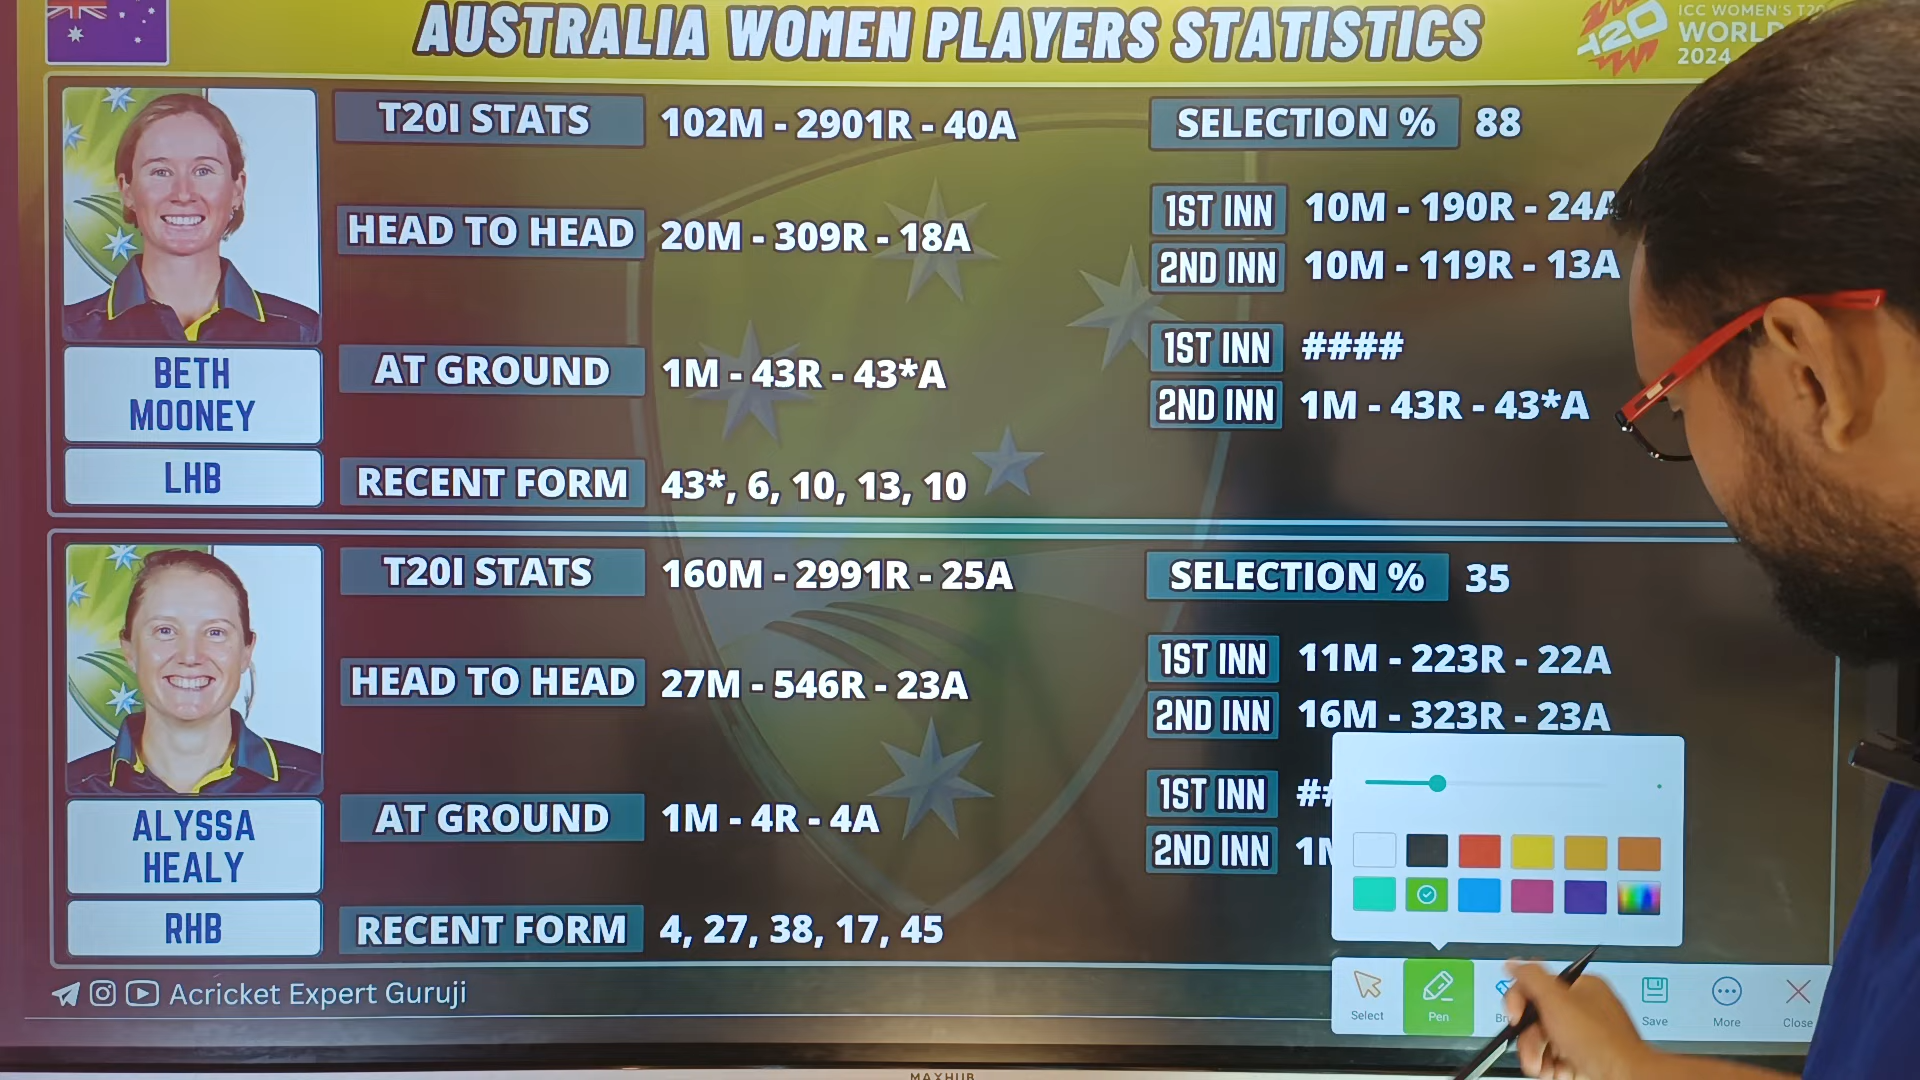 AUSTRALIA WOMEN PLAYERS STATISTICS
ICC WOMEN'S T20
WORLD
2024
T20I STATS 102M - 2901R - 40A
SELECTION % 88
HEAD TO HEAD 20M - 309R - 18A
1ST INN 10M - 190R - 24A
2ND INN 10M - 119R - 13A
AT GROUND 1M - 43R - 43*A
1ST INN ####
2ND INN 1M - 43R - 43*A
BETH
MOONEY
LHB
RECENT FORM 43*, 6, 10, 13, 10
T20I STATS 160M - 2991R - 25A
SELECTION % 35
HEAD TO HEAD 27M - 546R - 23A
1ST INN 11M - 223R - 22A
2ND INN 16M - 323R - 23A
AT GROUND 1M - 4R - 4A
1ST INN ##
2ND INN
ALYSSA
HEALY
RHB
RECENT FORM 4, 27, 38, 17, 45
Acricket Expert Guruji
Select
Pen
Save
More
Close
MAXHUB